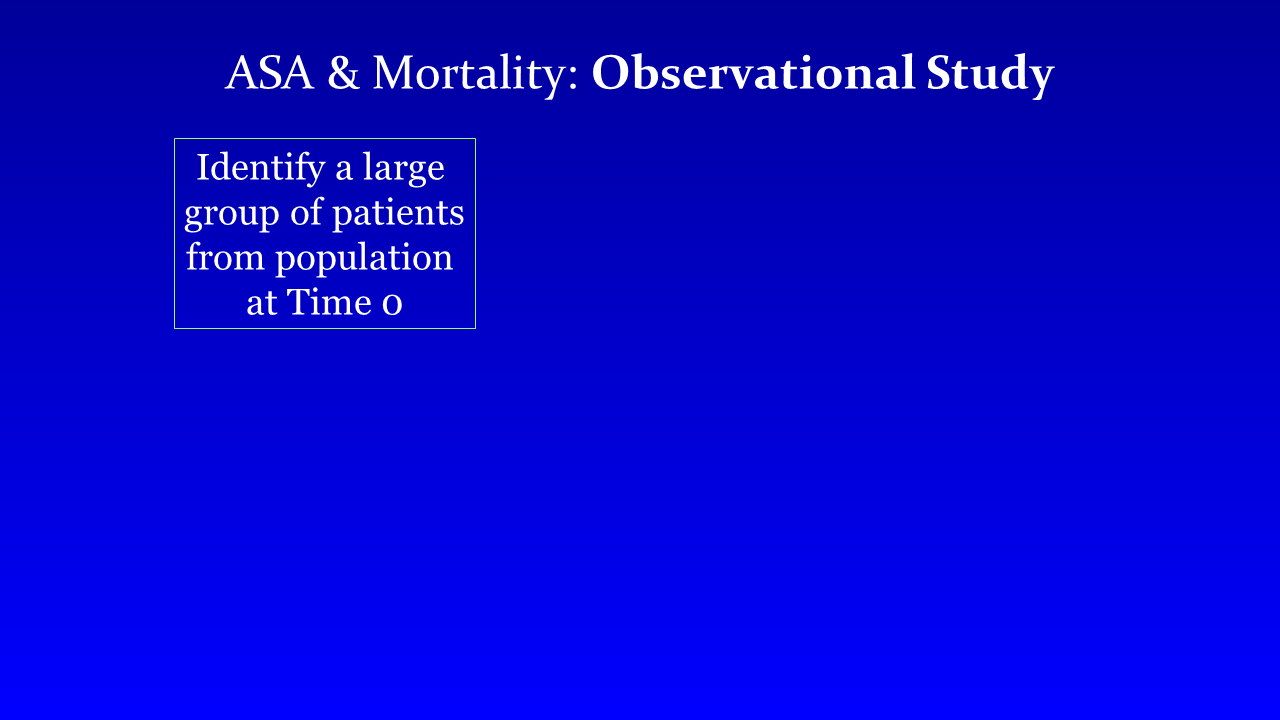 ASA & Mortality: Observational Study
Identify a large
group of patients
from population
at Time 0